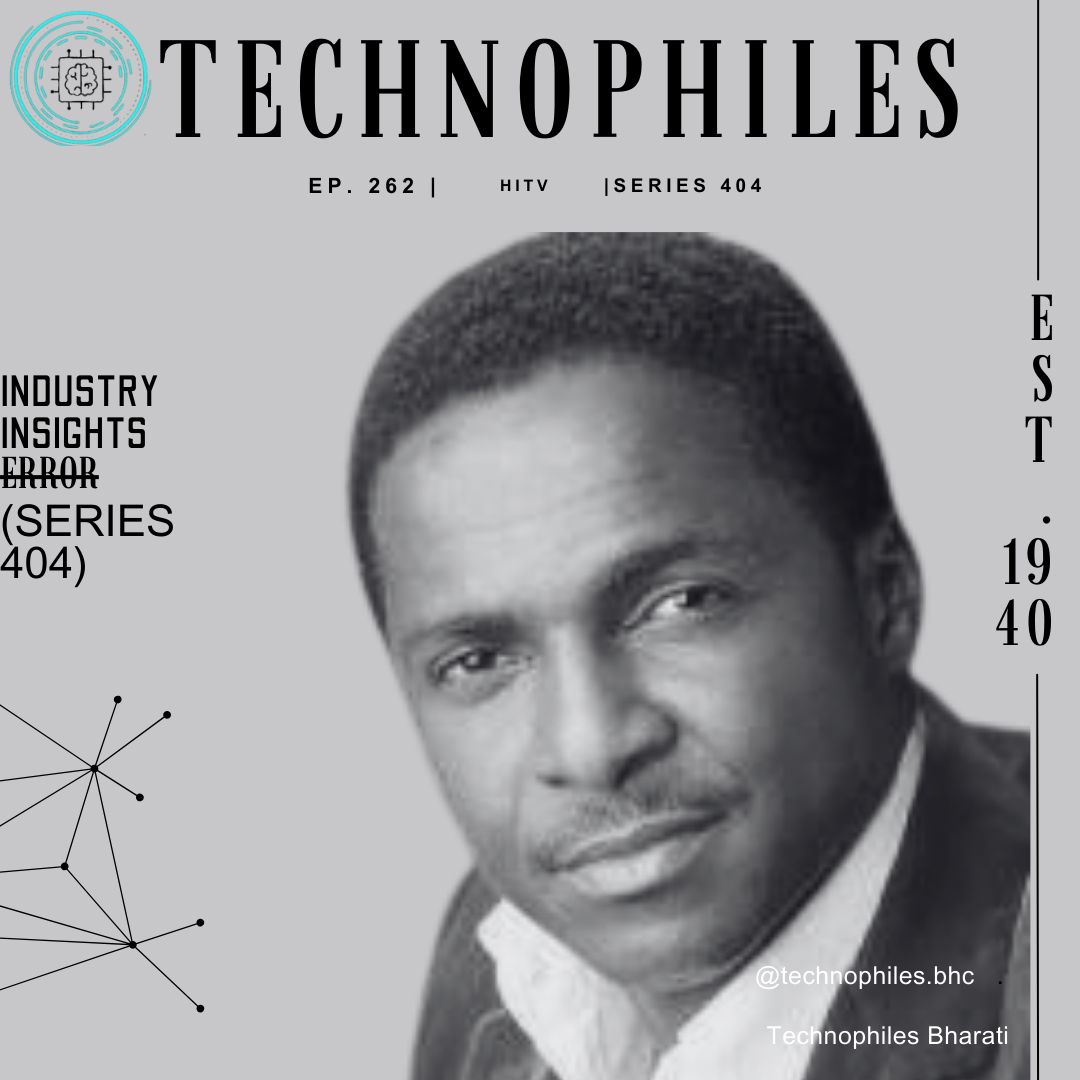 TECHNOPHILES
EP. 262 | HITV |SERIES 404
INDUSTRY
INSIGHTS
ERROR
(SERIES
404)
E
S
T
.
19
40
@technophiles.bhc .
Technophiles Bharati